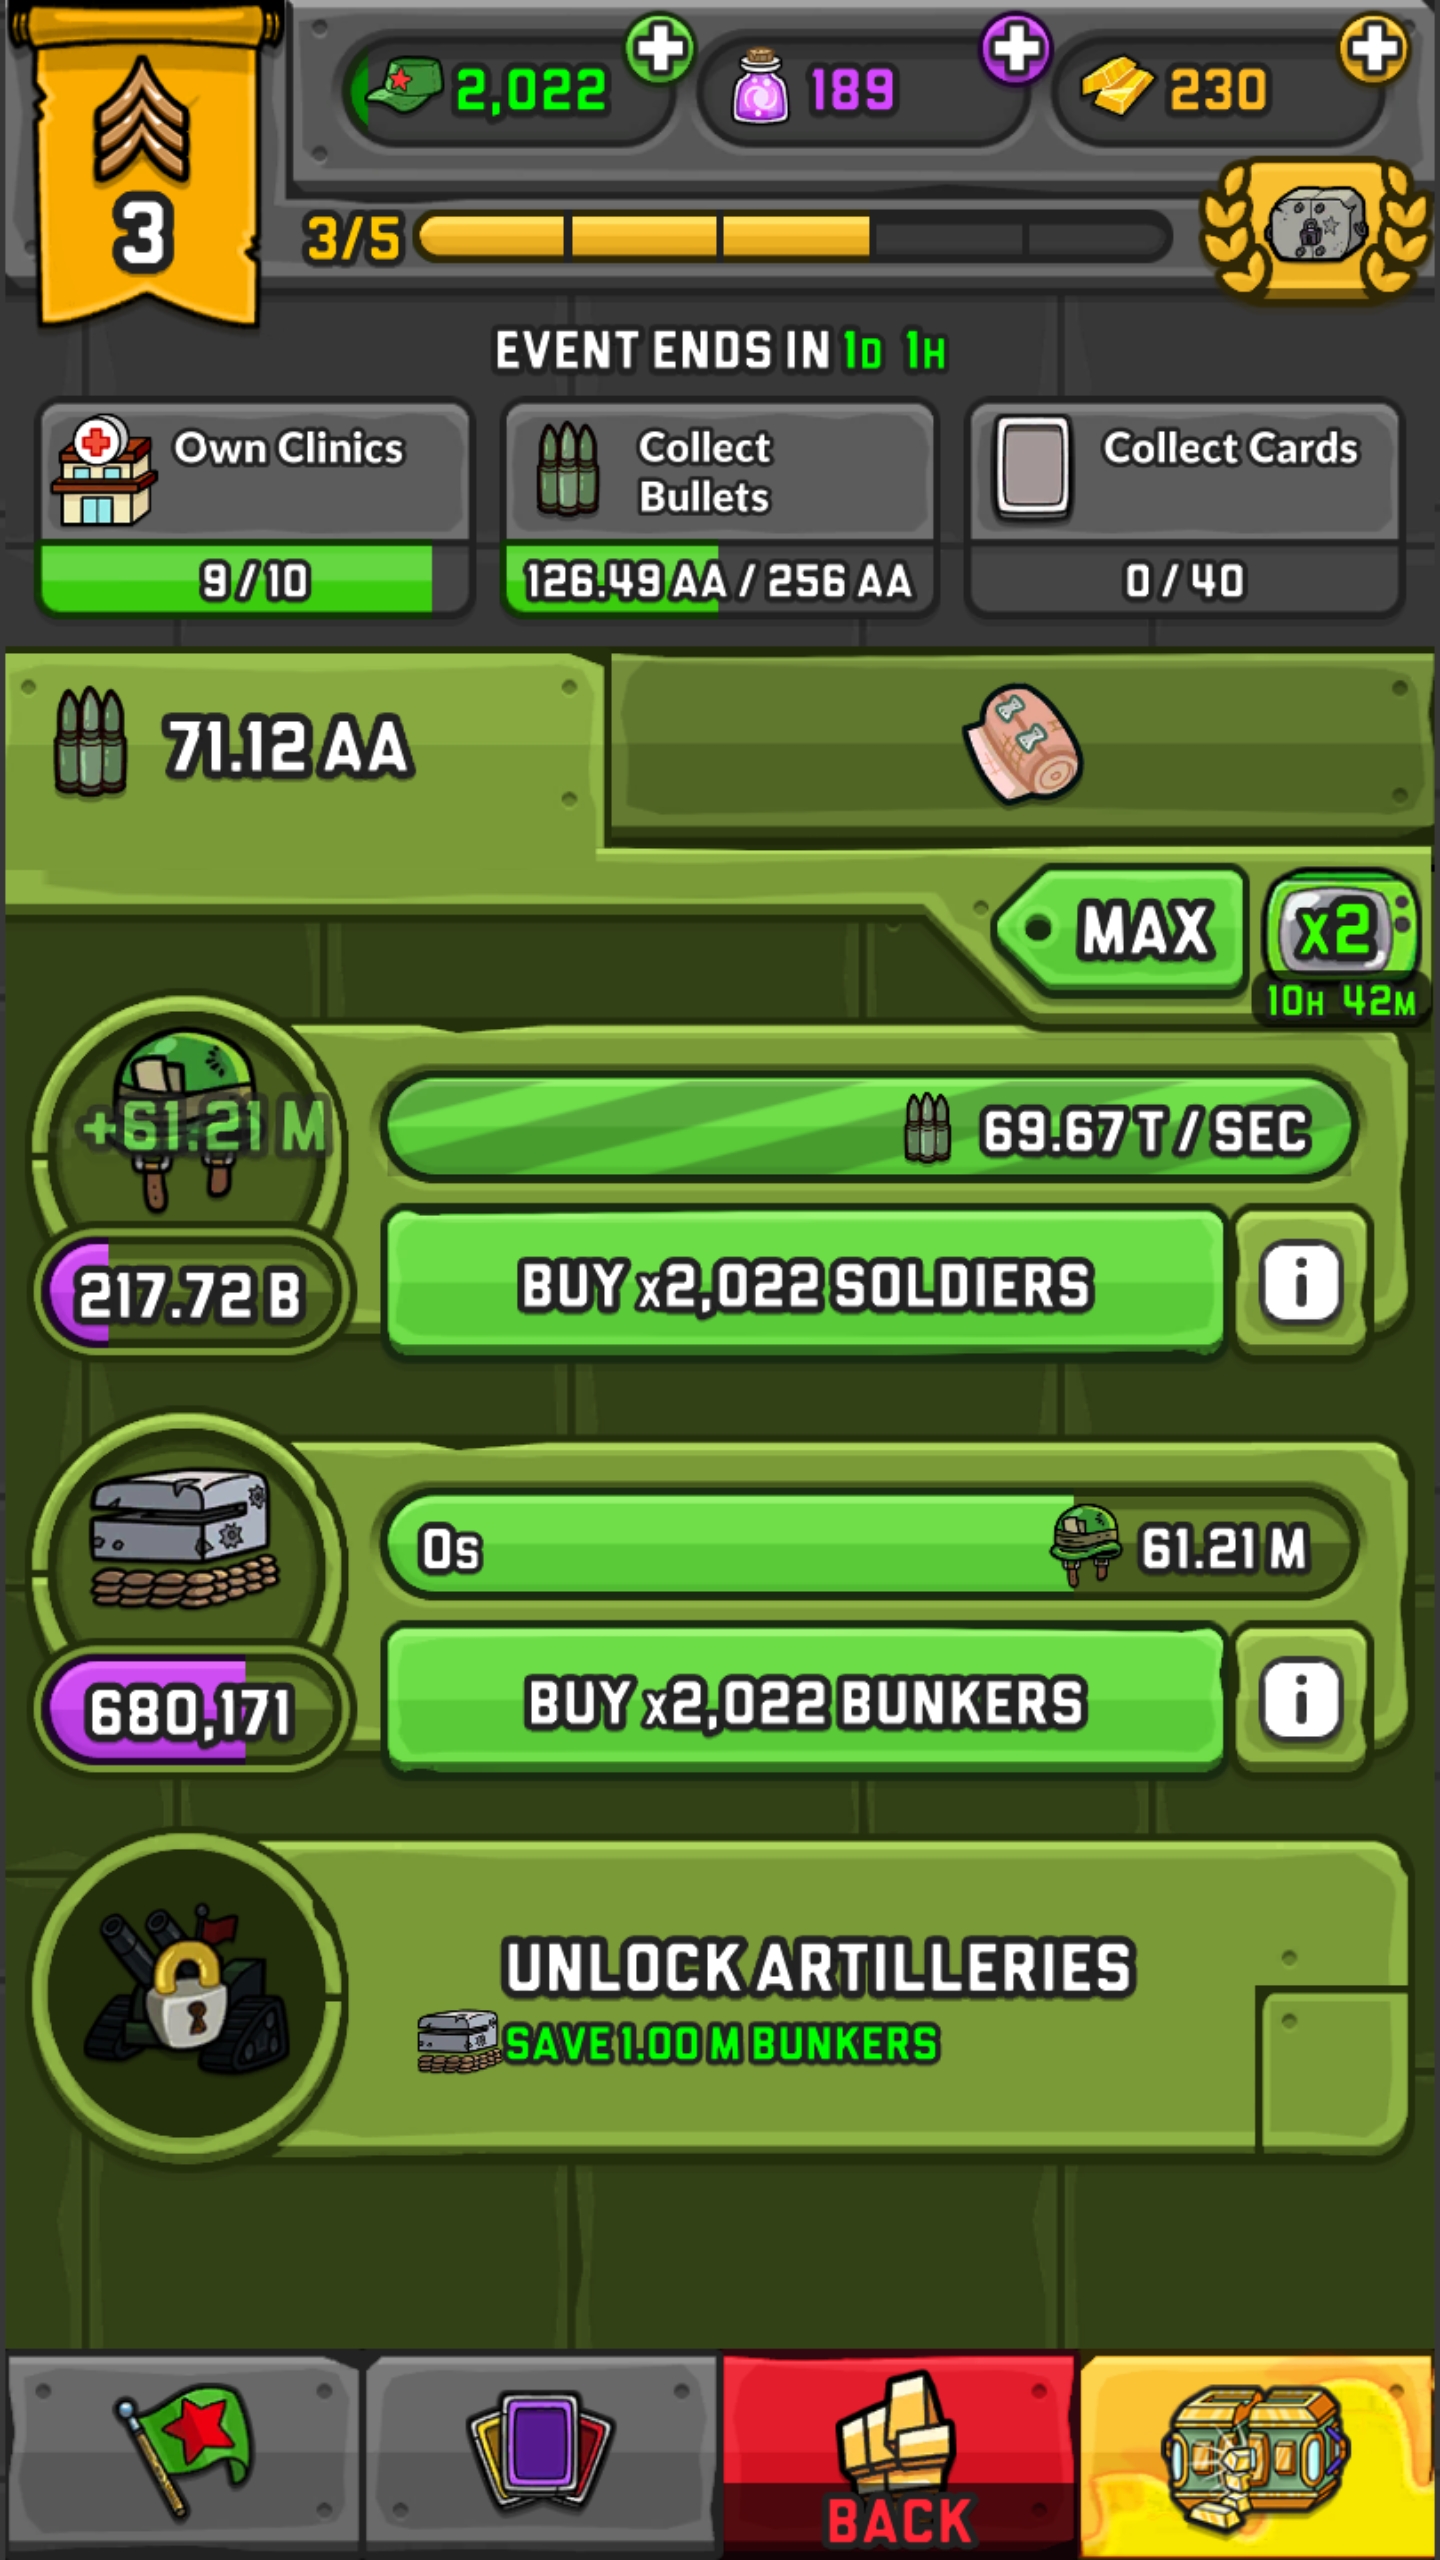 2,022
189
230
3
3/5
EVENT ENDS IN 1D 1H
Own Clinics
9 / 10
Collect
Bullets
126.49 AA / 256 AA
Collect Cards
0 / 40
71.12 AA
MAX
x2
10H 42M
+61.21 M
69.67 T / SEC
217.72 B
BUY x2,022 SOLDIERS
i
0s
61.21 M
680,171
BUY x2,022 BUNKERS
i
UNLOCK ARTILLERIES
SAVE 1.00 M BUNKERS
BACK